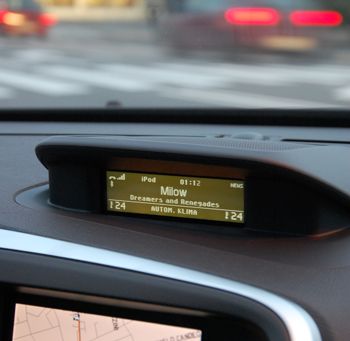 iPod 01:12 NEWS
Milow
Dreamers and Renegades
24 AUTOM. KLIMA 24